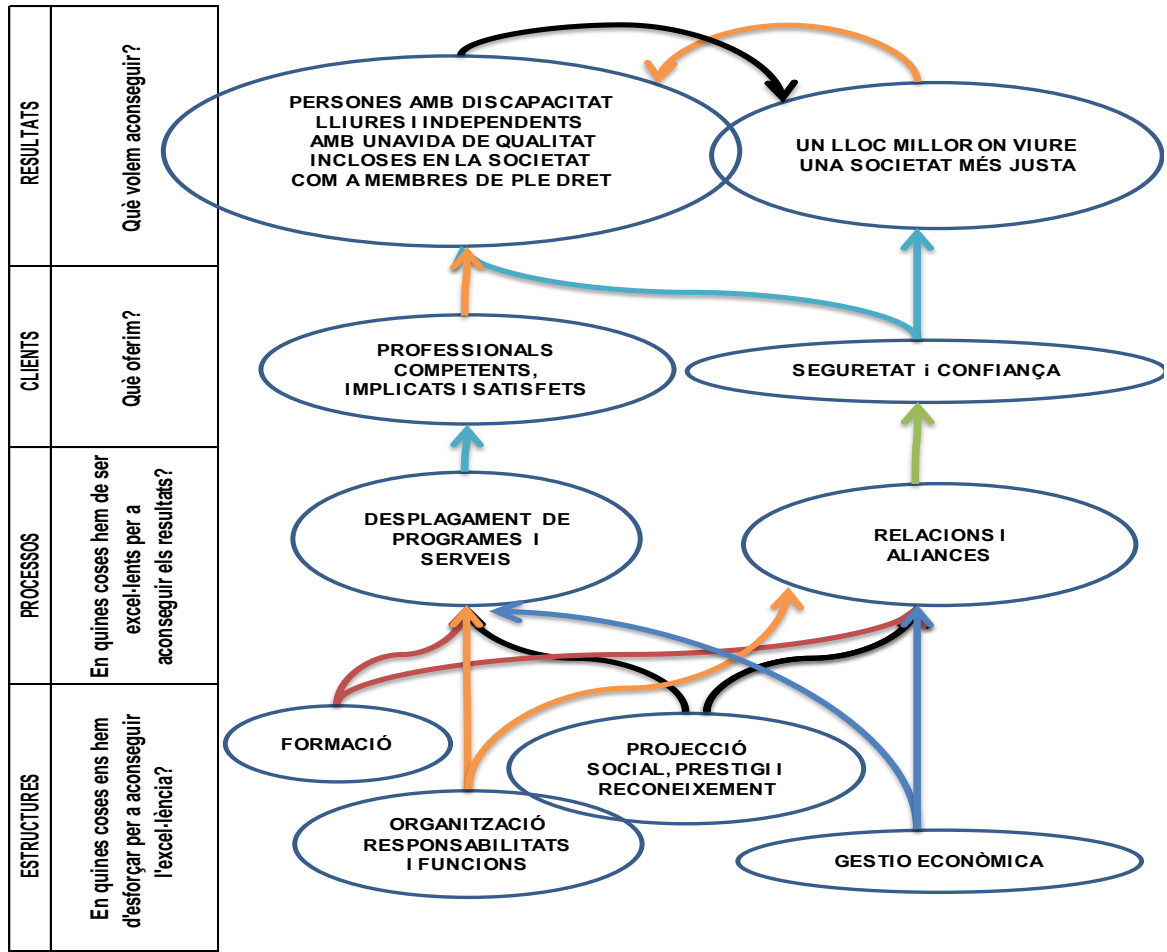 RESULTATS
Què volem aconseguir?
PERSONES AMB DISCAPACITAT
LLIURES I INDEPENDENTS
AMB UNAVIDA DE QUALITAT
INCLOSES EN LA SOCIETAT
COM A MEMBRES DE PLE DRET
UN LLOC MILLOR ON VIURE
UNA SOCIETAT MÉS JUSTA
CLIENTS
Què oferim?
PROFESSIONALS
COMPETENTS,
IMPLICATS I SATISFETS
SEGURETAT i CONFIANÇA
PROCESSOS
En quines coses hem de ser
excel·lents per a
aconseguir els resultats?
DESPLAGAMENT DE
PROGRAMES I
SERVEIS
RELACIONS I
ALIANCES
ESTRUCTURES
En quines coses ens hem
d'esforçar per a aconseguir
l'excel·lència?
FORMACIÓ
PROJECCIÓ
SOCIAL, PRESTIGI I
RECONEIXEMENT
ORGANITZACIÓ
RESPONSABILITATS
I FUNCIONS
GESTIO ECONÒMICA